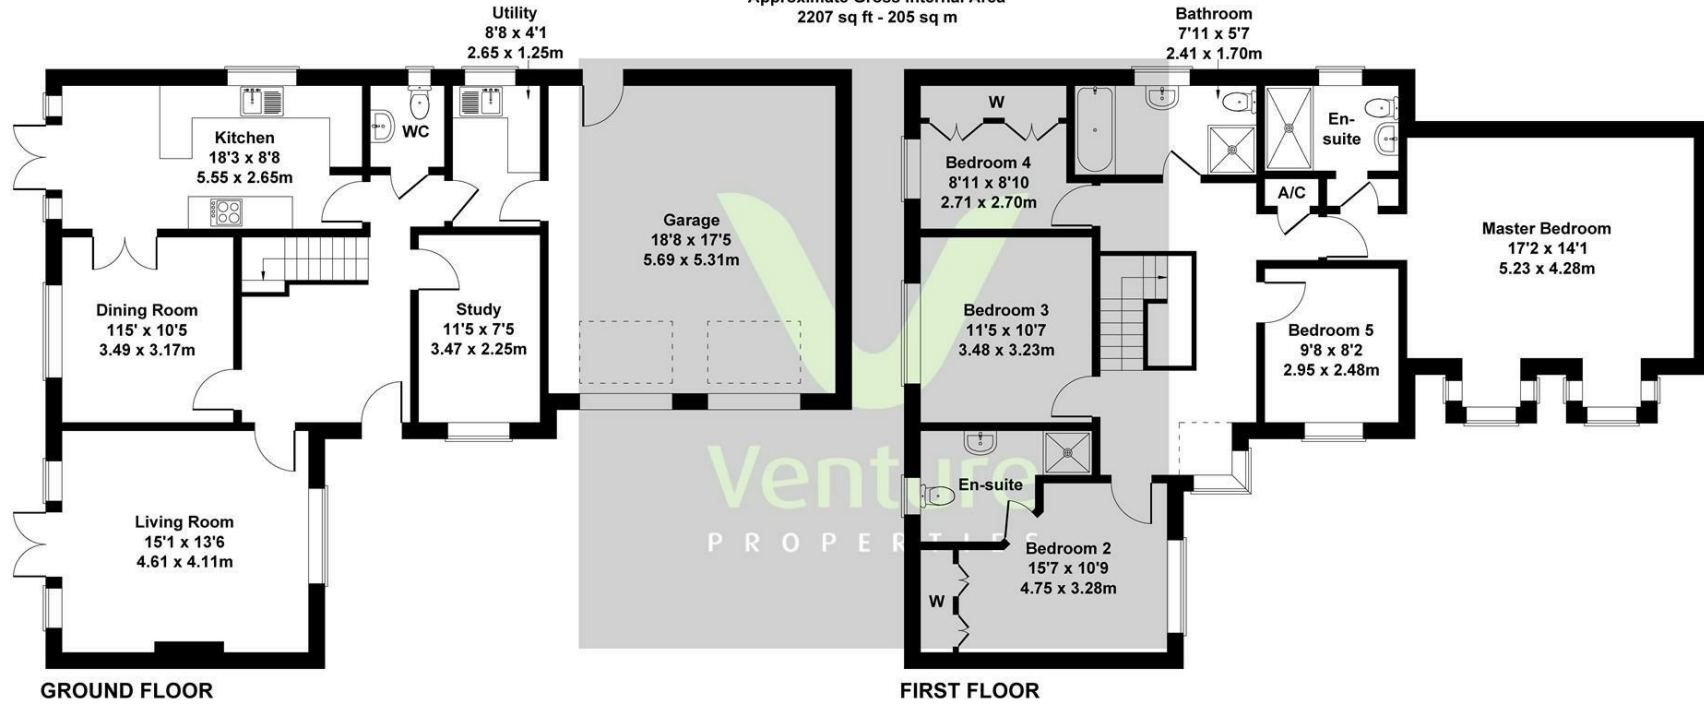 Approximate Gross Internal Area
2207 sq ft - 205 sq m
Utility
8'8 x 4'1
2.65 x 1.25m
Kitchen
18'3 x 8'8
5.55 x 2.65m
WC
Garage
18'8 x 17'5
5.69 x 5.31m
Dining Room
115' x 10'5
3.49 x 3.17m
Study
11'5 x 7'5
3.47 x 2.25m
Living Room
15'1 x 13'6
4.61 x 4.11m
GROUND FLOOR
Venture
PROPERTIES
Bathroom
7'11 x 5'7
2.41 x 1.70m
W
Bedroom 4
8'11 x 8'10
2.71 x 2.70m
En-
suite
A/C
Master Bedroom
17'2 x 14'1
5.23 x 4.28m
Bedroom 3
11'5 x 10'7
3.48 x 3.23m
Bedroom 5
9'8 x 8'2
2.95 x 2.48m
En-suite
Bedroom 2
15'7 x 10'9
4.75 x 3.28m
W
FIRST FLOOR